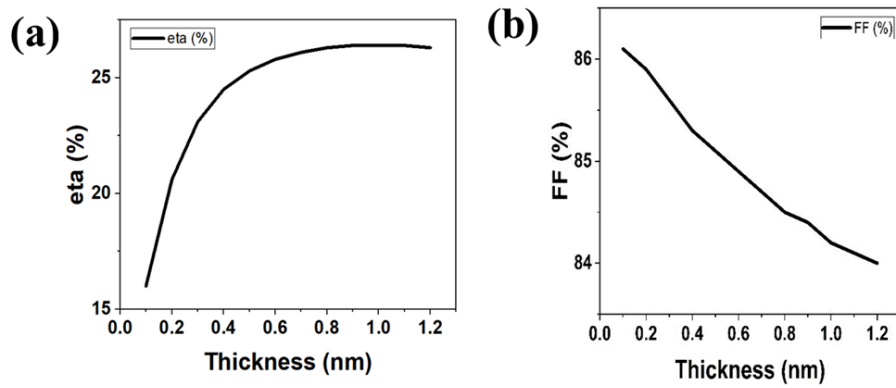 (a)
eta (%)
eta (%)
25
20
15
0.0 0.2 0.4 0.6 0.8 1.0 1.2
Thickness (nm)
(b)
FF (%)
FF (%)
86
85
84
0.0 0.2 0.4 0.6 0.8 1.0 1.2
Thickness (nm)